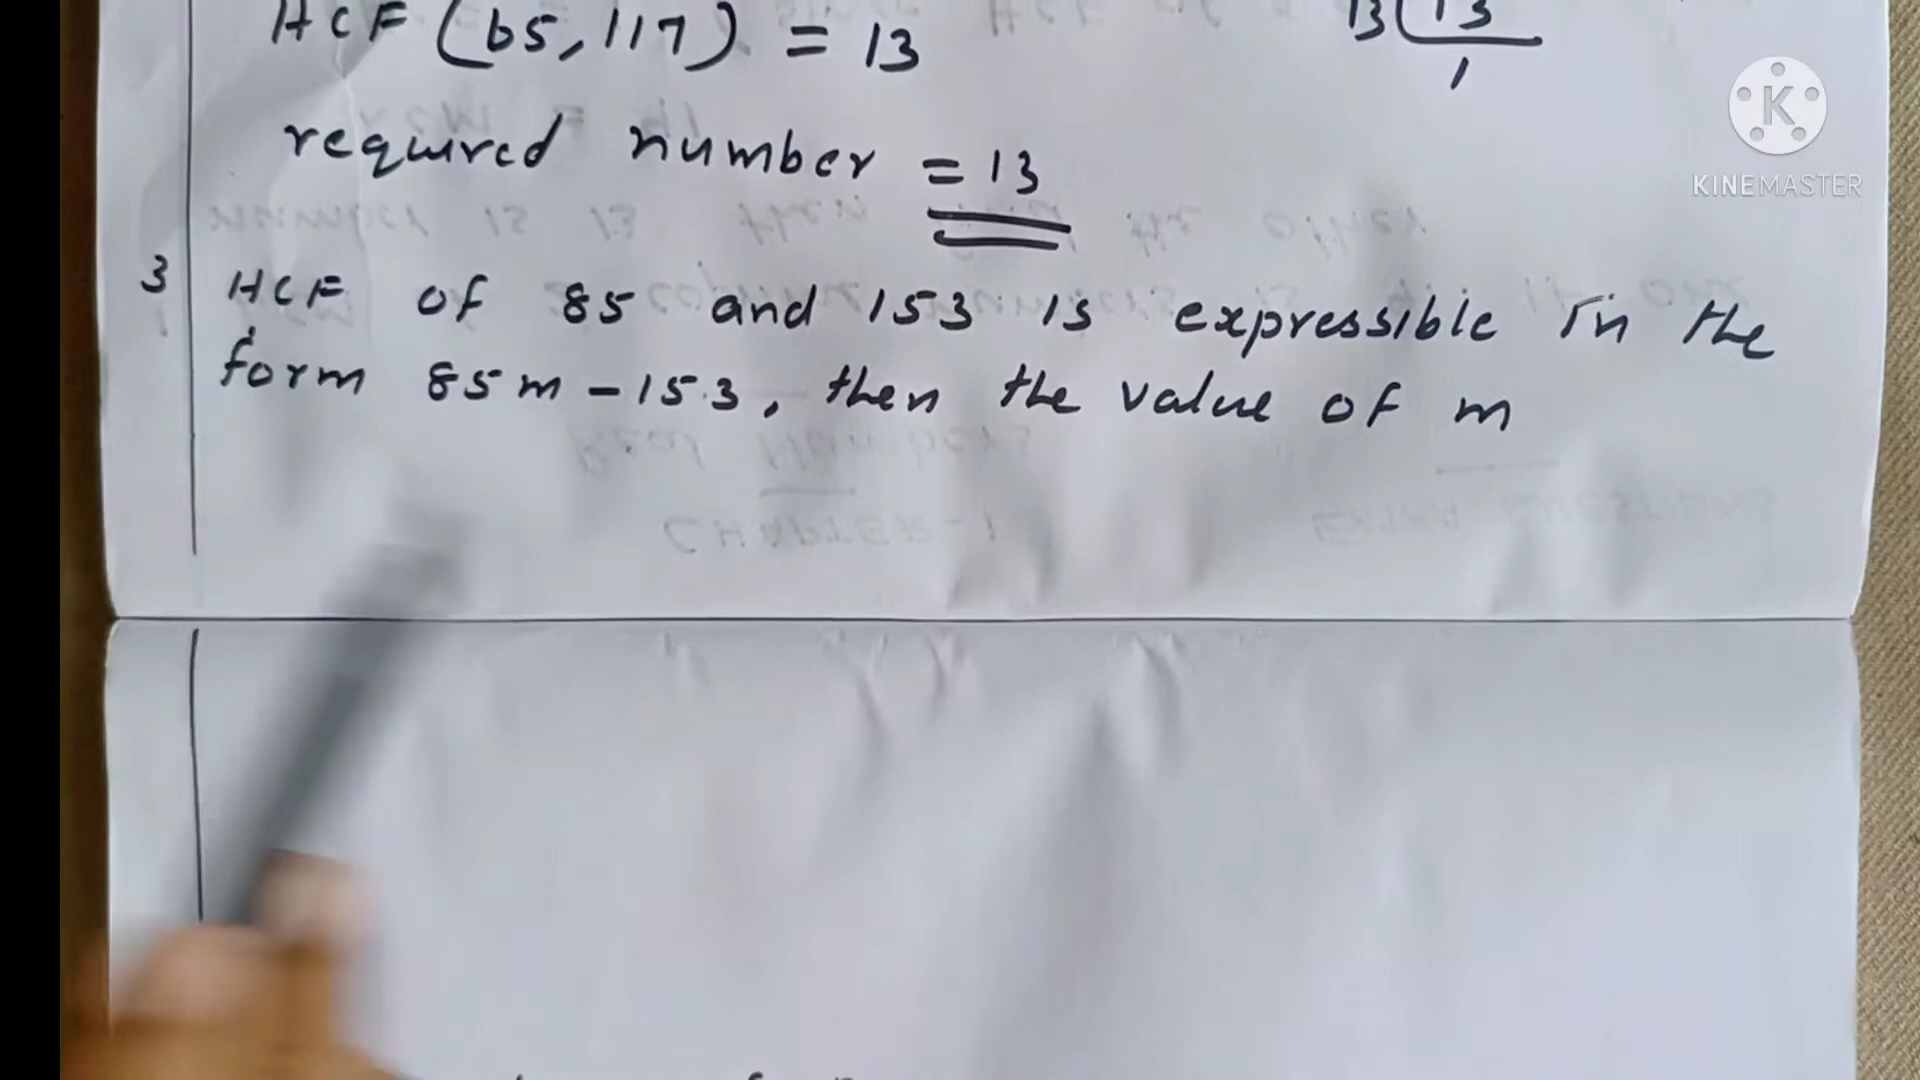 HCF (65, 117) = 13
13 13
1
required number = 13
3 HCF of 85 and 153 is expressible in the
form 85m - 153, then the value of m
KINEMASTER